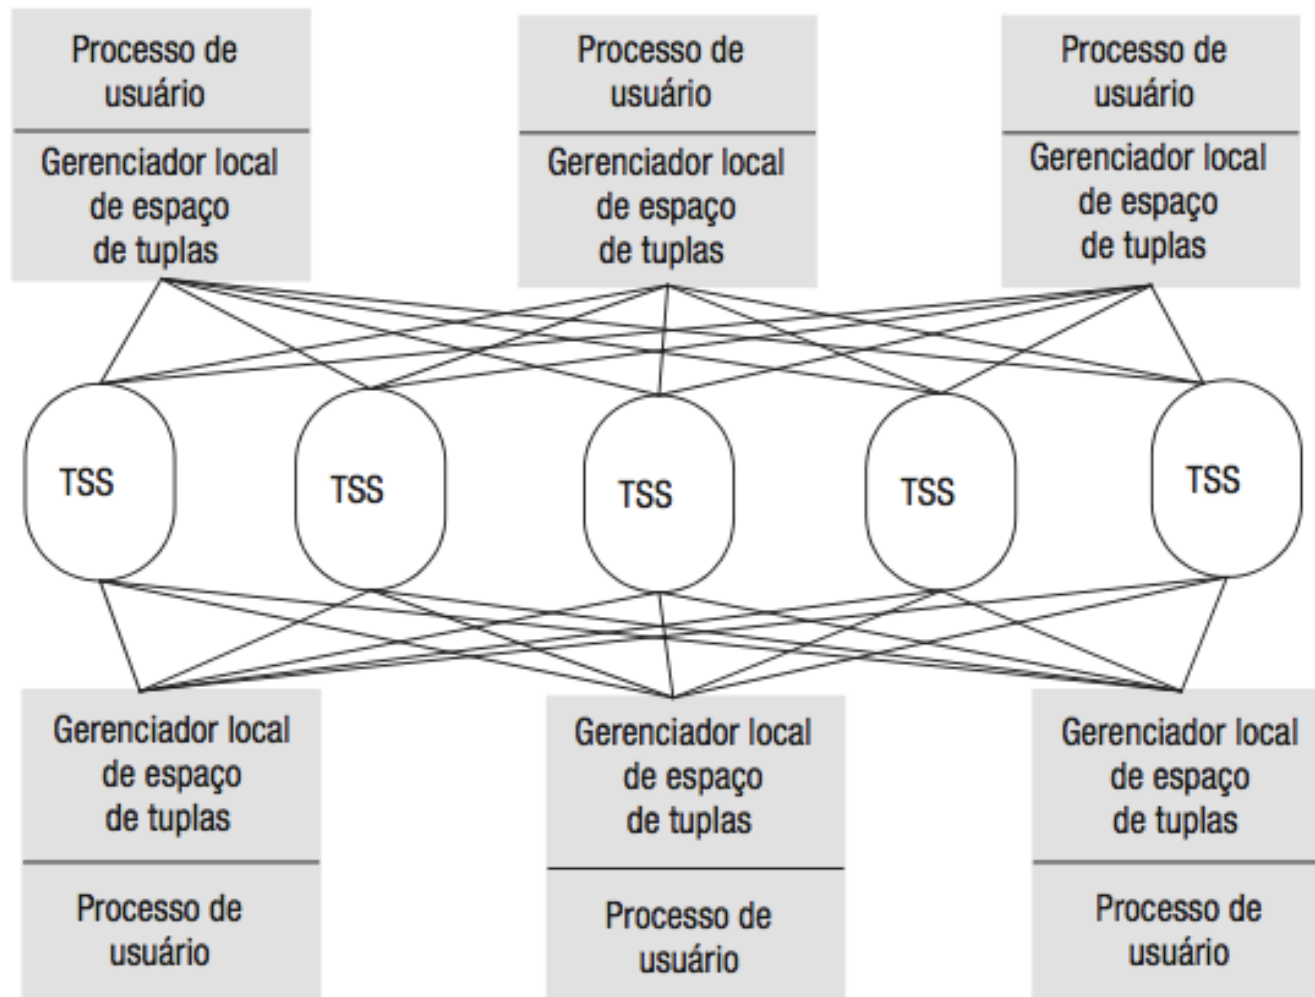 Processo de
usuário
Gerenciador local
de espaço
de tuplas
Processo de
usuário
Gerenciador local
de espaço
de tuplas
Processo de
usuário
Gerenciador local
de espaço
de tuplas
TSS
TSS
TSS
TSS
TSS
Gerenciador local
de espaço
de tuplas
Processo de
usuário
Gerenciador local
de espaço
de tuplas
Processo de
usuário
Gerenciador local
de espaço
de tuplas
Processo de
usuário